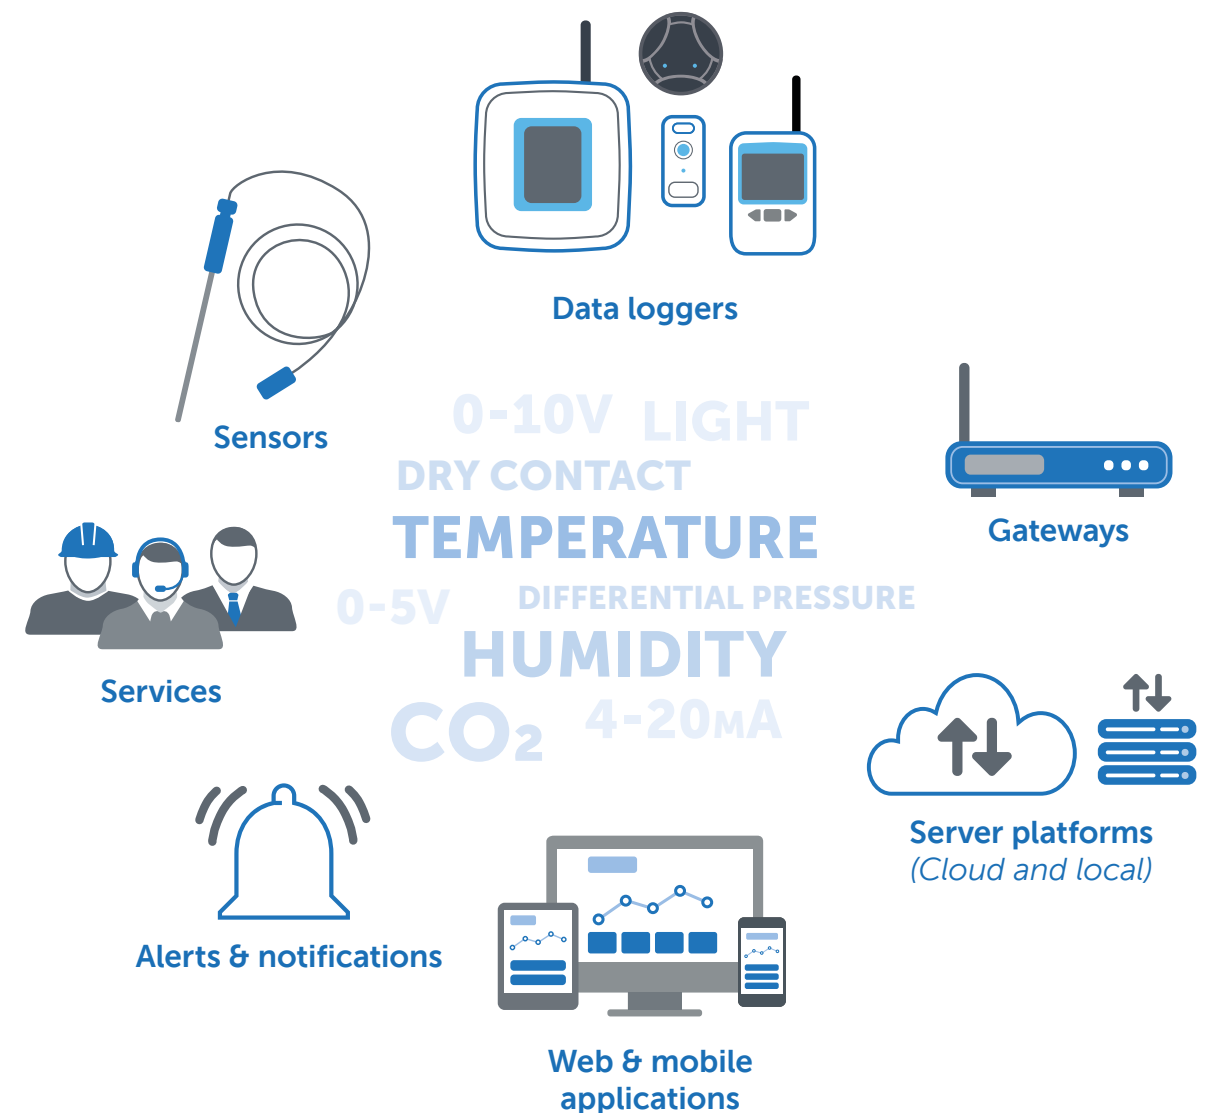 Data loggers
Sensors
0-10V LIGHT
DRY CONTACT
TEMPERATURE
Gateways
0-5V DIFFERENTIAL PRESSURE
HUMIDITY
Services
CO₂ 4-20MA
Server platforms
(Cloud and local)
Alerts & notifications
Web & mobile
applications